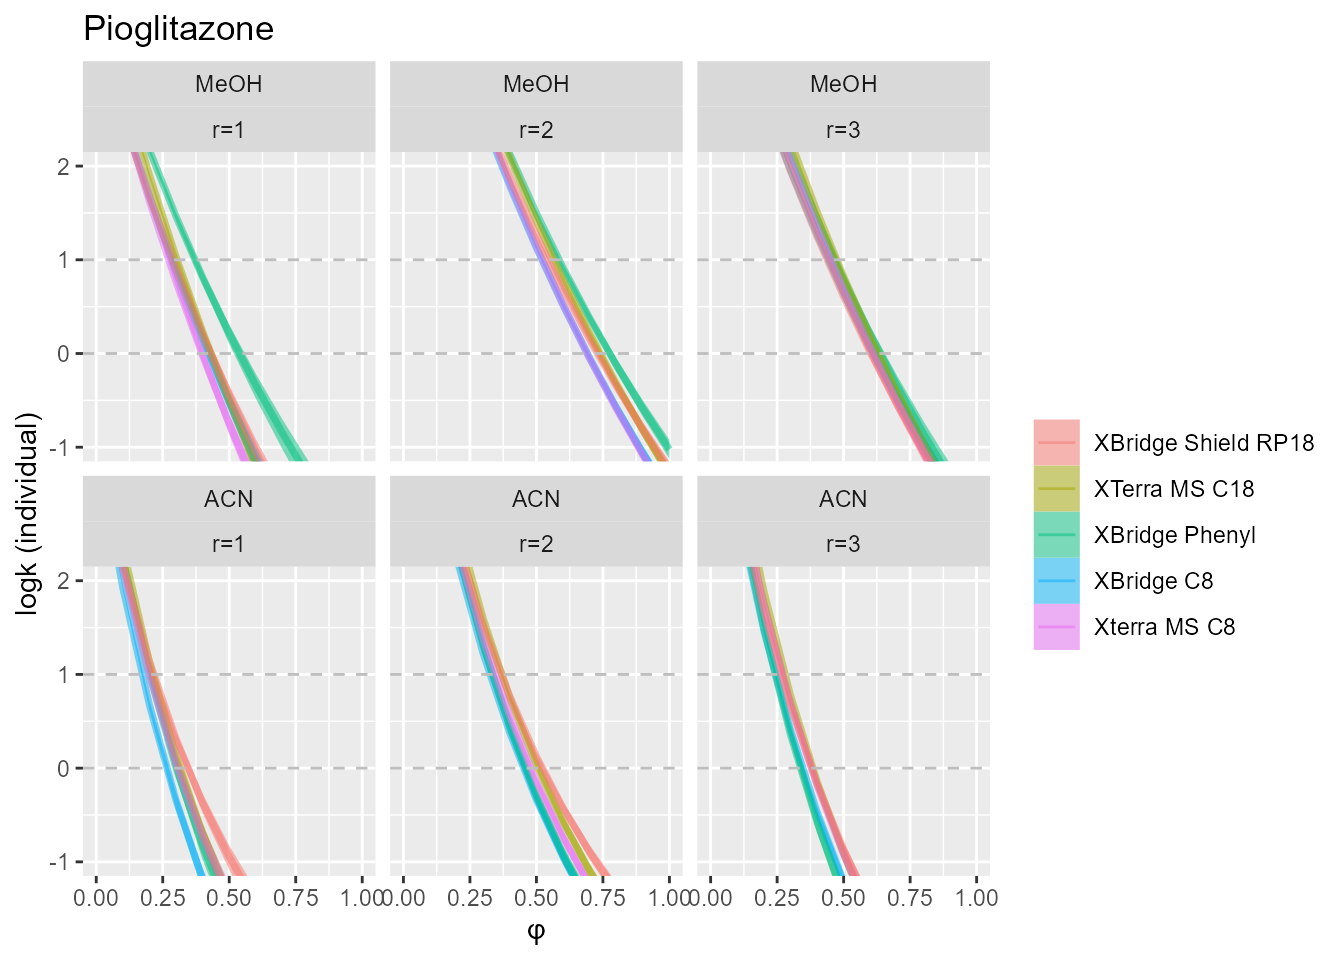 Pioglitazone
MeOH MeOH MeOH
r=1 r=2 r=3
2
1
0
-1
logk (individual)
ACN ACN ACN
r=1 r=2 r=3
2
1
0
-1
0.00 0.25 0.50 0.75 1.00 0.00 0.25 0.50 0.75 1.00 0.00 0.25 0.50 0.75 1.00
φ
XBridge Shield RP18
XTerra MS C18
XBridge Phenyl
XBridge C8
Xterra MS C8